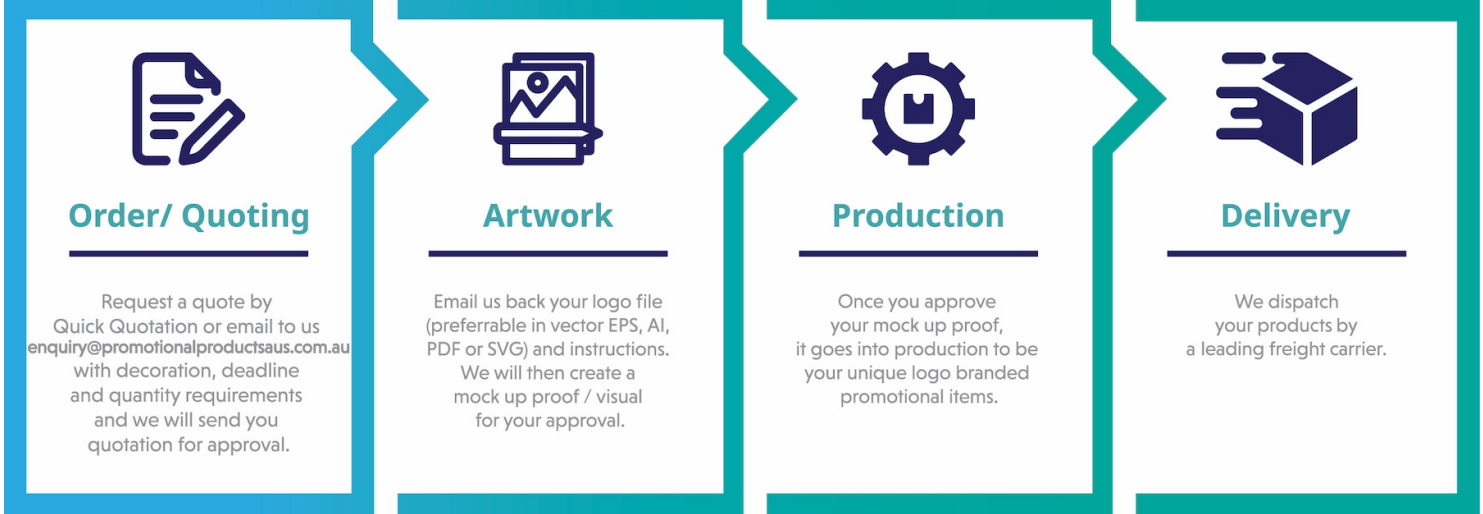 Order/ Quoting
Request a quote by
Quick Quotation or email to us
enquiry@promotionalproductsaus.com.au
with decoration, deadline
and quantity requirements
and we will send you
quotation for approval.
Artwork
Email us back your logo file
(preferrable in vector EPS, AI,
PDF or SVG) and instructions.
We will then create a
mock up proof / visual
for your approval.
Production
Once you approve
your mock up proof,
it goes into production to be
your unique logo branded
promotional items.
Delivery
We dispatch
your products by
a leading freight carrier.